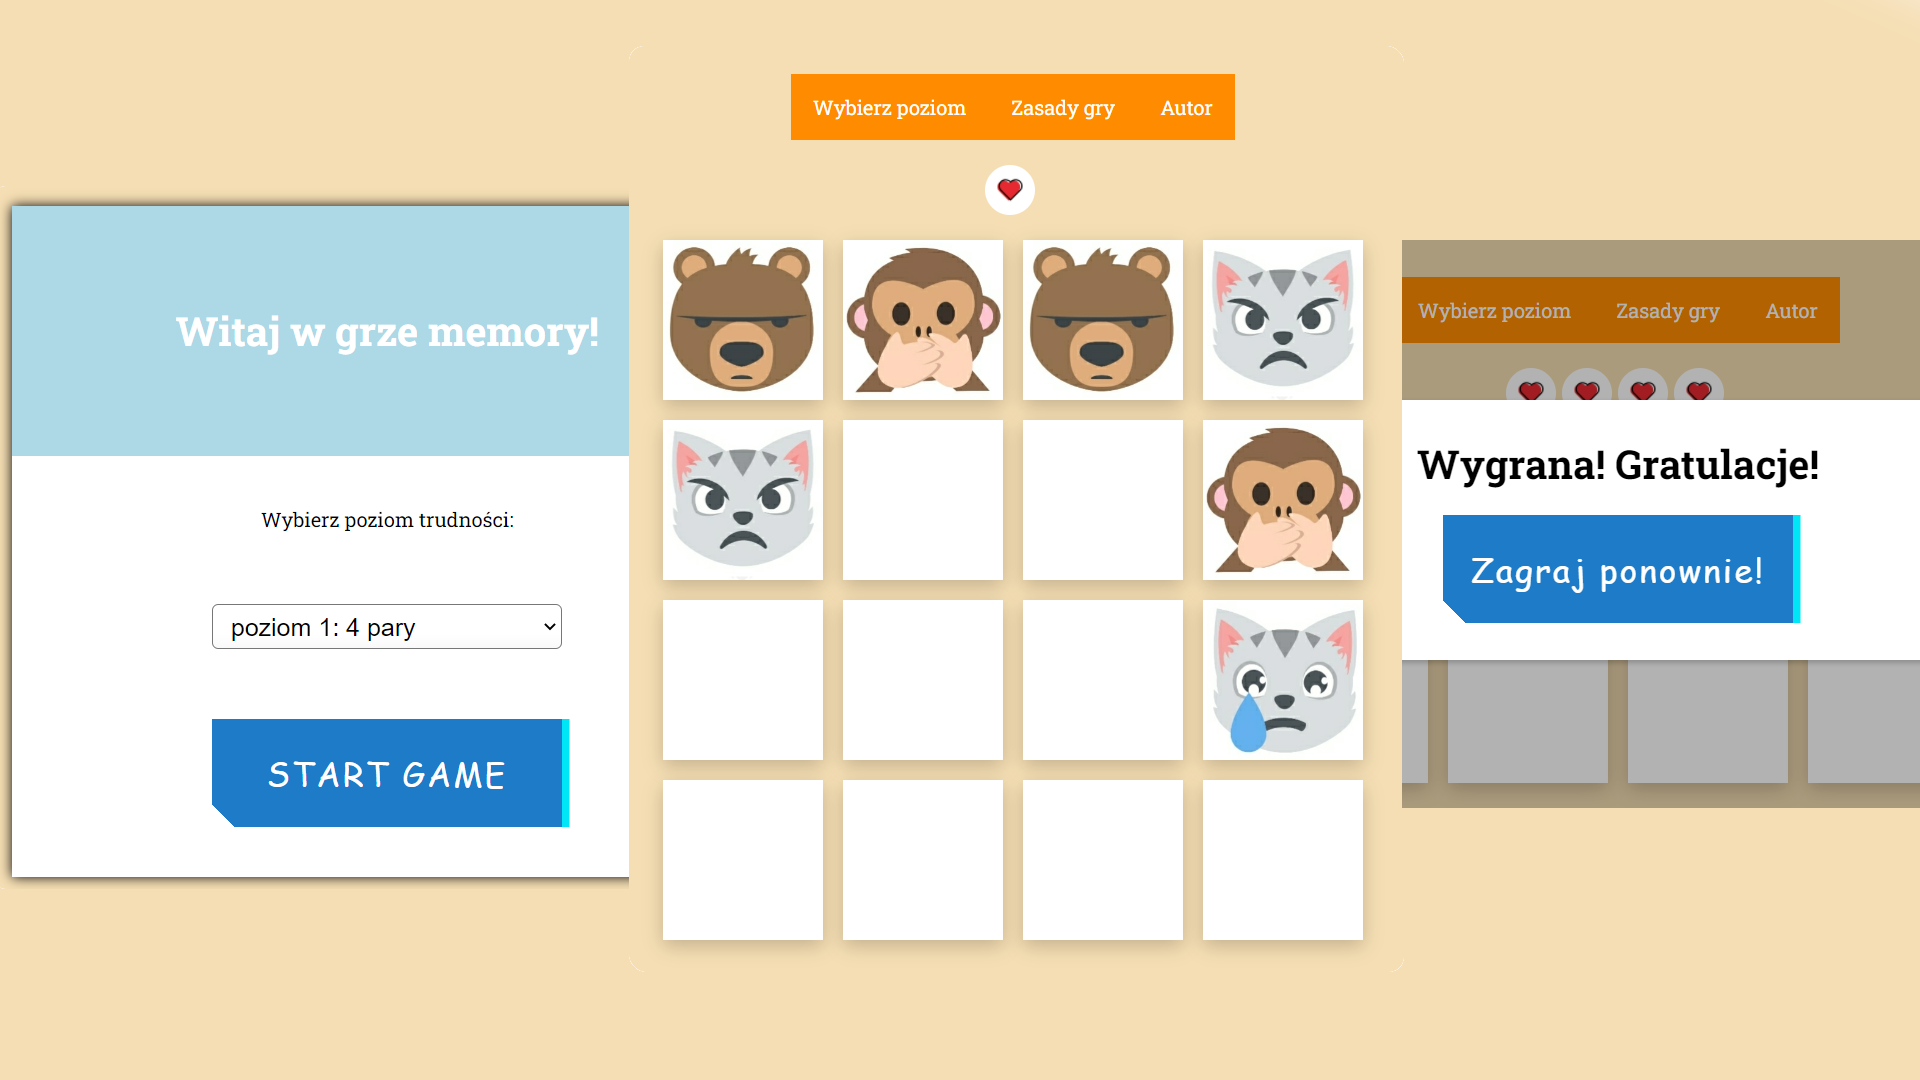 Witaj w grze memory!
Wybierz poziom trudności:
poziom 1: 4 pary
START GAME
Wybierz poziom Zasady gry Autor
Wybierz poziom Zasady gry Autor
Wygrana! Gratulacje!
Zagraj ponownie!